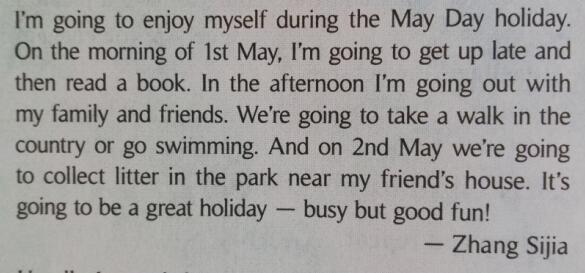 I'm going to enjoy myself during the May Day holiday.
On the morning of 1st May, I'm going to get up late and
then read a book. In the afternoon I'm going out with
my family and friends. We're going to take a walk in the
country or go swimming. And on 2nd May we're going
to collect litter in the park near my friend's house. It's
going to be a great holiday — busy but good fun!
— Zhang Sijia